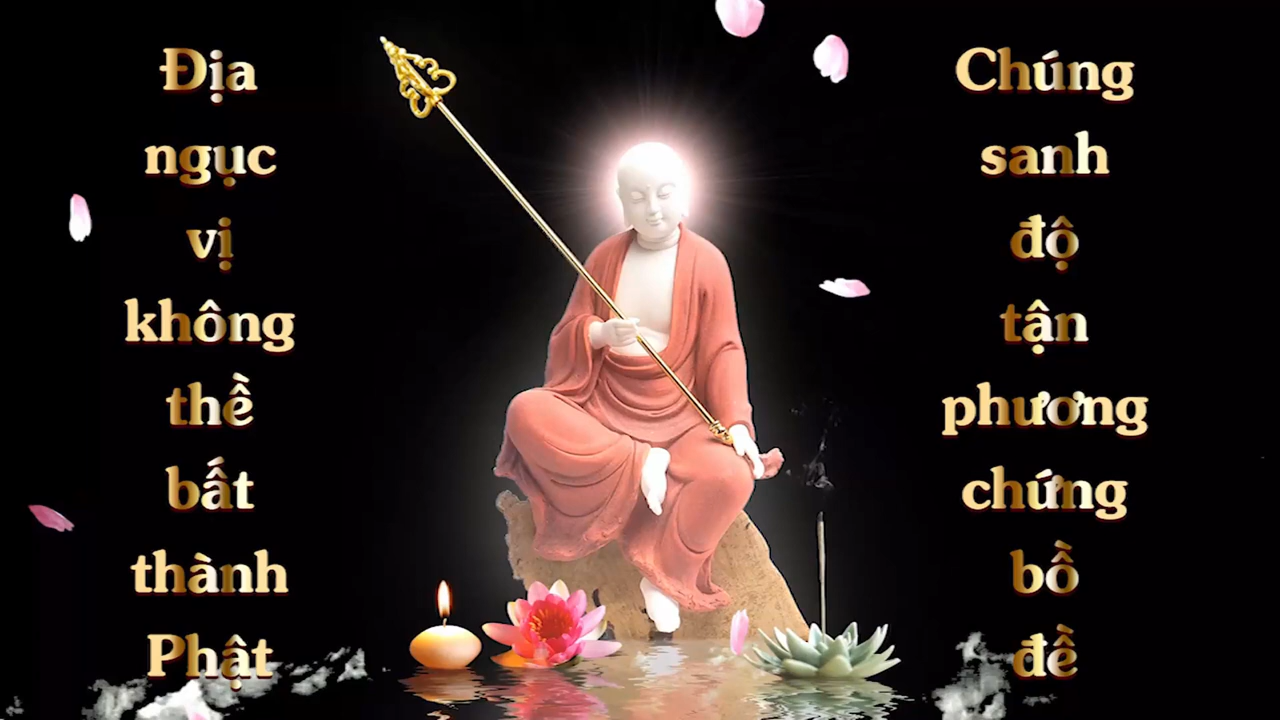 Địa
ngục
vị
không
thề
bất
thành
Phật
Chúng
sanh
độ
tận
phương
chứng
bồ
đề